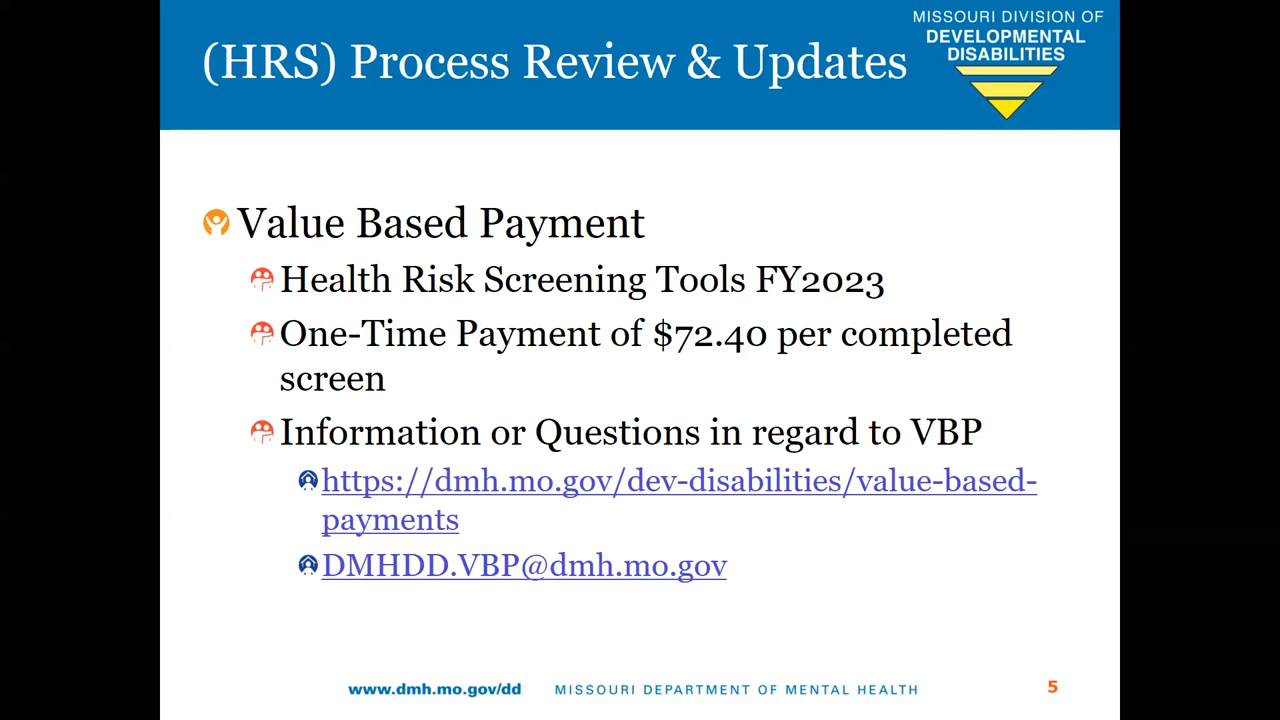 MISSOURI DIVISION OF
DEVELOPMENTAL
DISABILITIES
(HRS) Process Review & Updates
Value Based Payment
Health Risk Screening Tools FY2023
One-Time Payment of $72.40 per completed
screen
Information or Questions in regard to VBP
https://dmh.mo.gov/dev-disabilities/value-based-
payments
DMHDD.VBP@dmh.mo.gov
www.dmh.mo.gov/dd MISSOURI DEPARTMENT OF MENTAL HEALTH 5